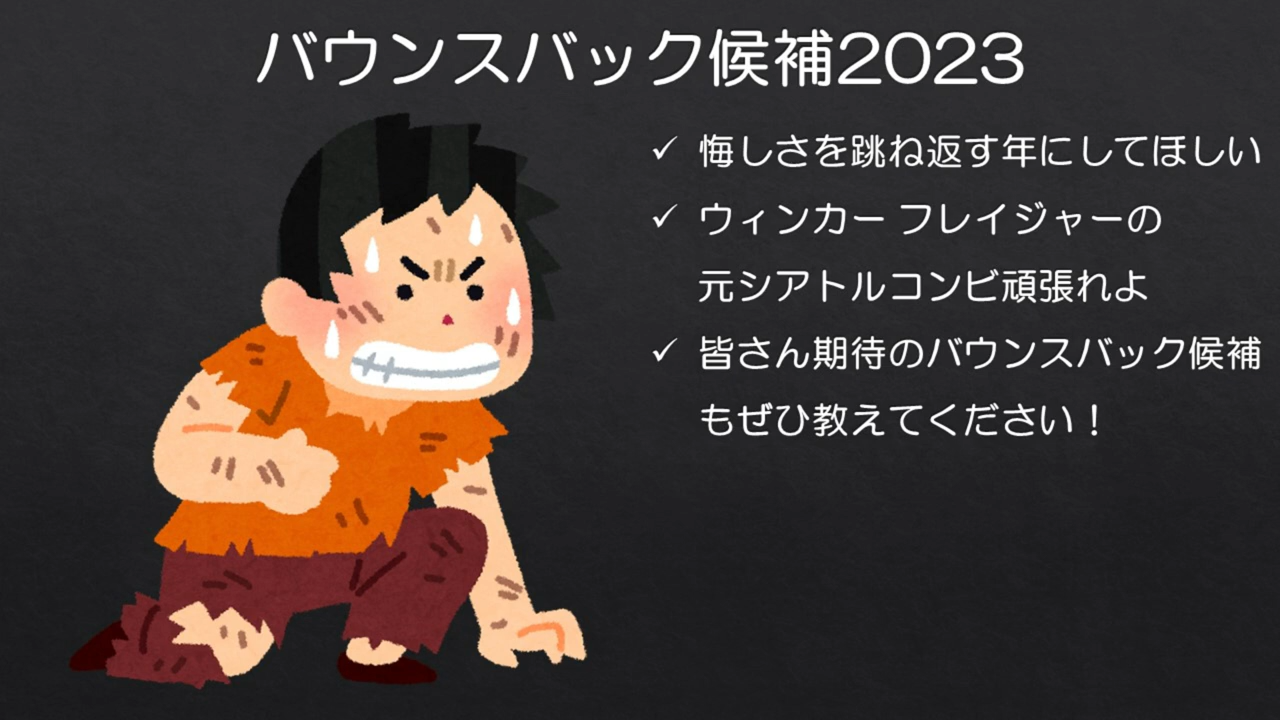 バウンスバック候補2023
✓ 悔しさを跳ね返す年にしてほしい
✓ ウィンカー フレイジャーの
元シアトルコンビ頑張れよ
✓ 皆さん期待のバウンスバック候補
もぜひ教えてください！